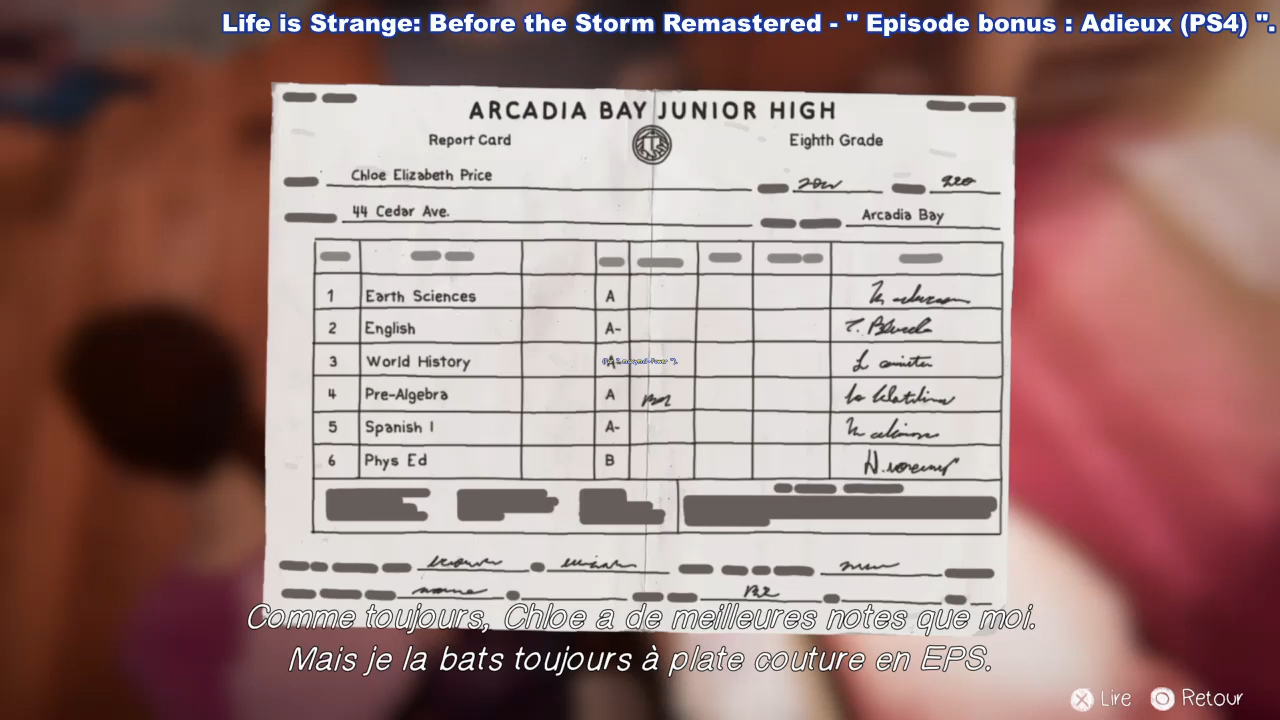 Life is Strange: Before the Storm Remastered - " Episode bonus : Adieux (PS4) ".
ARCADIA BAY JUNIOR HIGH
Report Card
Eighth Grade
Chloe Elizabeth Price
44 Cedar Ave.
Arcadia Bay
1 Earth Sciences A
2 English A-
3 World History
4 Pre-Algebra A
5 Spanish I A-
6 Phys Ed B
Comme toujours, Chloe a de meilleures notes que moi.
Mais je la bats toujours à plate couture en EPS.
Lire
Retour